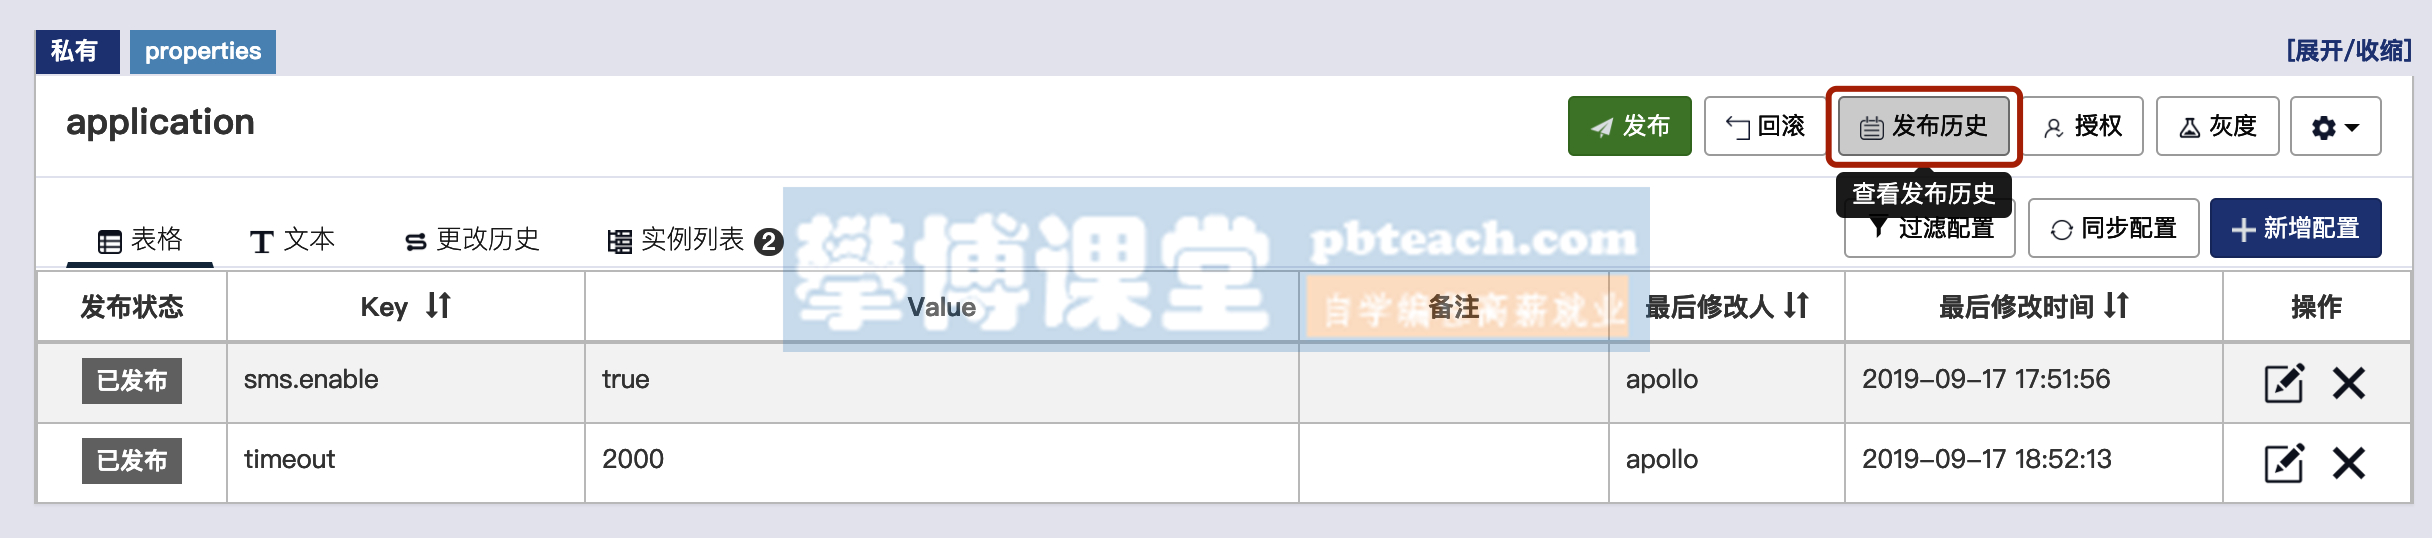 私有 properties [展开/收缩]
application 发布 回滚 发布历史 授权 灰度
查看发布历史
表格 文本 更改历史 实例列表 2 过滤配置 同步配置 新增配置
攀博课堂 pbteach.com
自学编程高薪就业
发布状态 Key Value 备注 最后修改人 最后修改时间 操作
已发布 sms.enable true apollo 2019-09-17 17:51:56
已发布 timeout 2000 apollo 2019-09-17 18:52:13